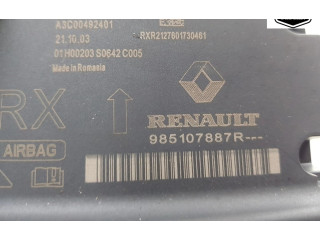 A3C00492401
21.10.03
01H00203 S0642 C005
Made in Romania
RXR2127601730461
RX
AIRBAG
RENAULT
985107887R---